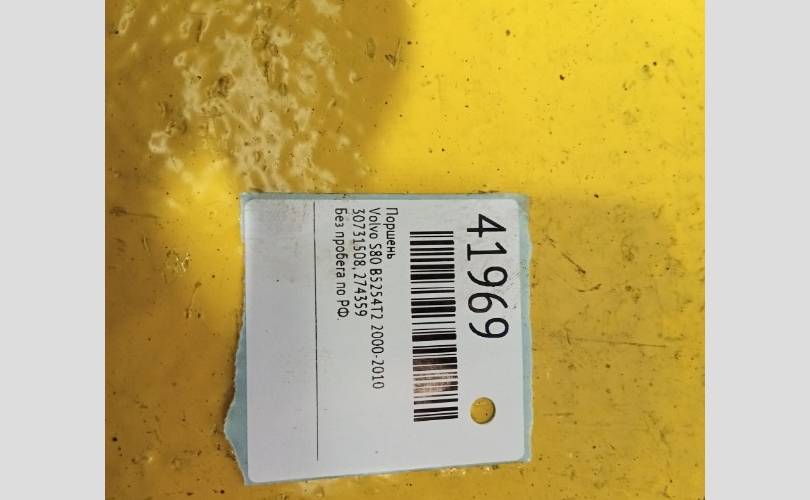 41969
Поршень
Volvo S80 B5254T2 2000-2010
30731508, 274359
Без пробега по РФ.